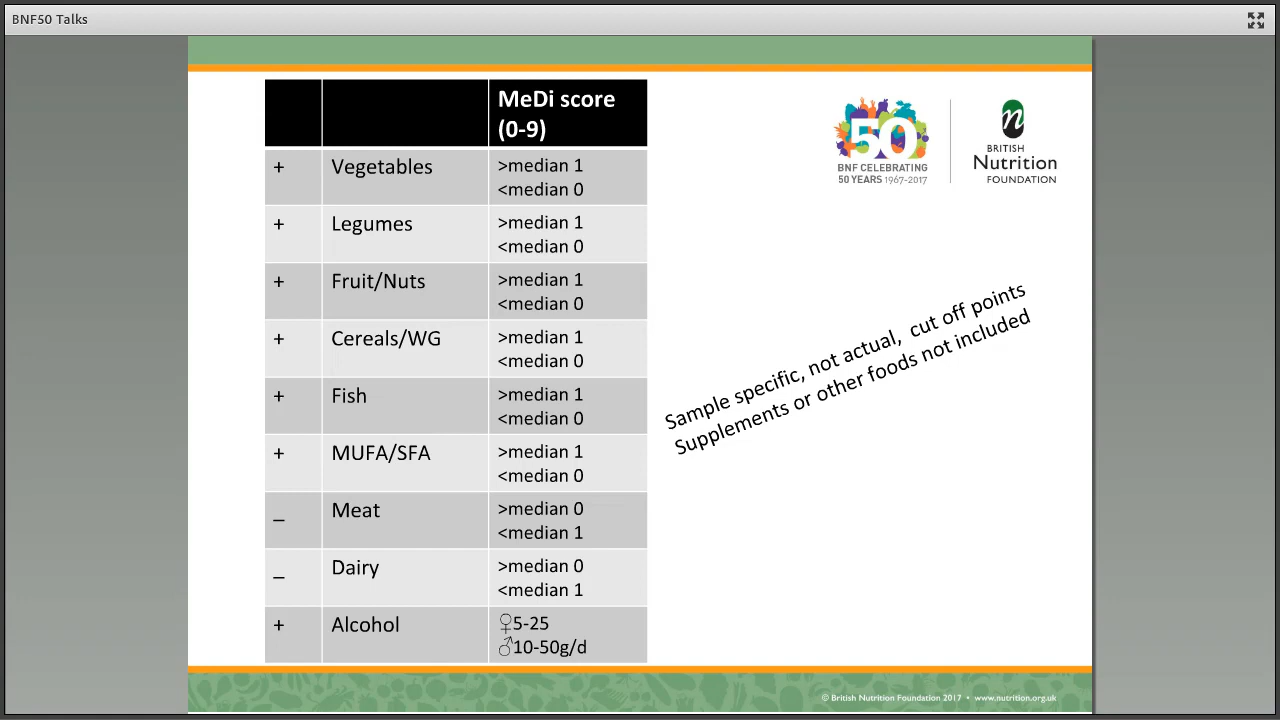 BNF50 Talks
MeDi score
(0-9)
+ Vegetables >median 1
<median 0
+ Legumes >median 1
<median 0
+ Fruit/Nuts >median 1
<median 0
+ Cereals/WG >median 1
<median 0
+ Fish >median 1
<median 0
+ MUFA/SFA >median 1
<median 0
_ Meat >median 0
<median 1
_ Dairy >median 0
<median 1
+ Alcohol ♀5-25
♂10-50g/d
50
BNF CELEBRATING
50 YEARS 1967-2017
n
BRITISH
Nutrition
FOUNDATION
Sample specific, not actual, cut off points
Supplements or other foods not included
© British Nutrition Foundation 2017 • www.nutrition.org.uk